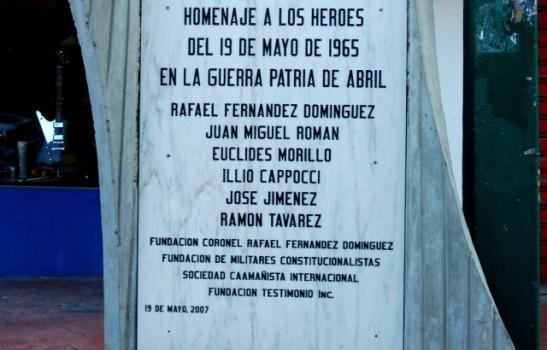 HOMENAJE A LOS HEROES
DEL 19 DE MAYO DE 1965
EN LA GUERRA PATRIA DE ABRIL
RAFAEL FERNANDEZ DOMINGUEZ
JUAN MIGUEL ROMAN
EUCLIDES MORILLO
ILLIO CAPPOCCI
JOSE JIMENEZ
RAMON TAVAREZ
FUNDACION CORONEL RAFAEL FERNANDEZ DOMINGUEZ
FUNDACION DE MILITARES CONSTITUCIONALISTAS
SOCIEDAD CAAMAÑISTA INTERNACIONAL
FUNDACION TESTIMONIO INC.
19 DE MAYO, 2007